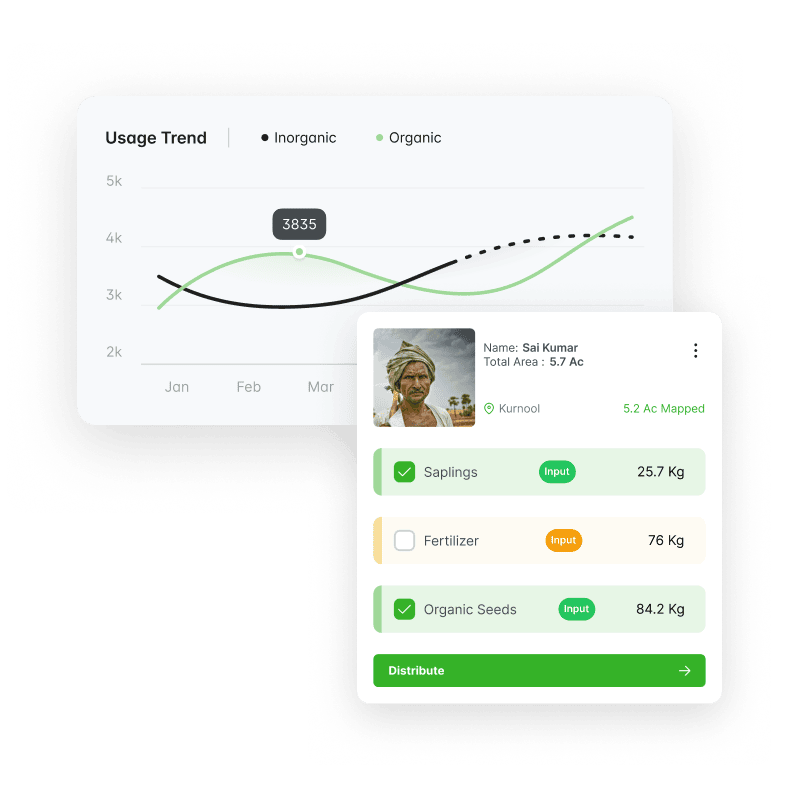 Usage Trend
Inorganic
Organic
5k
4k
3k
2k
3835
Jan
Feb
Mar
Name: Sai Kumar
Total Area : 5.7 Ac
Kurnool
5.2 Ac Mapped
Saplings
Input
25.7 Kg
Fertilizer
Input
76 Kg
Organic Seeds
Input
84.2 Kg
Distribute